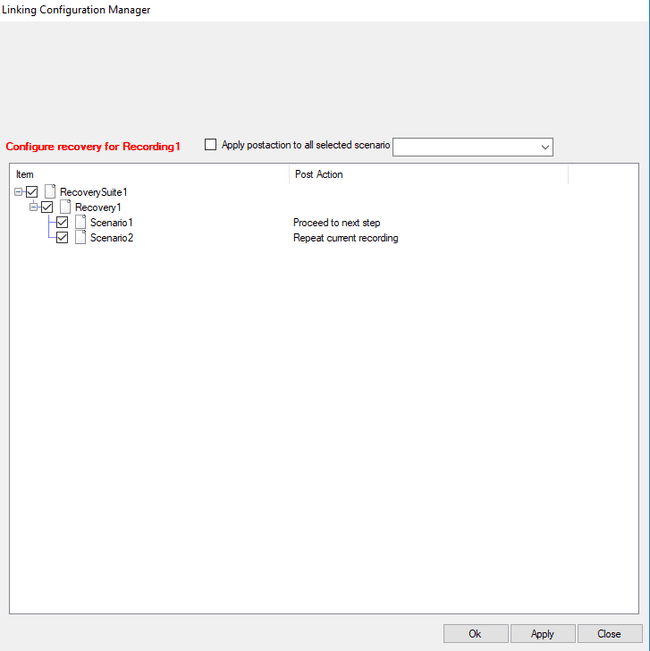 Linking Configuration Manager
Configure recovery for Recording1
Apply postaction to all selected scenario
Item Post Action
RecoverySuite1
Recovery1
Scenario1 Proceed to next step
Scenario2 Repeat current recording
Ok Apply Close